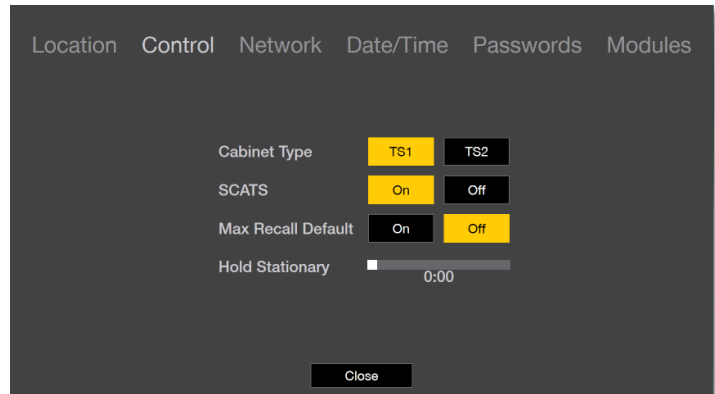 Location Control Network Date/Time Passwords Modules
Cabinet Type TS1 TS2
SCATS On Off
Max Recall Default On Off
Hold Stationary
0:00
Close